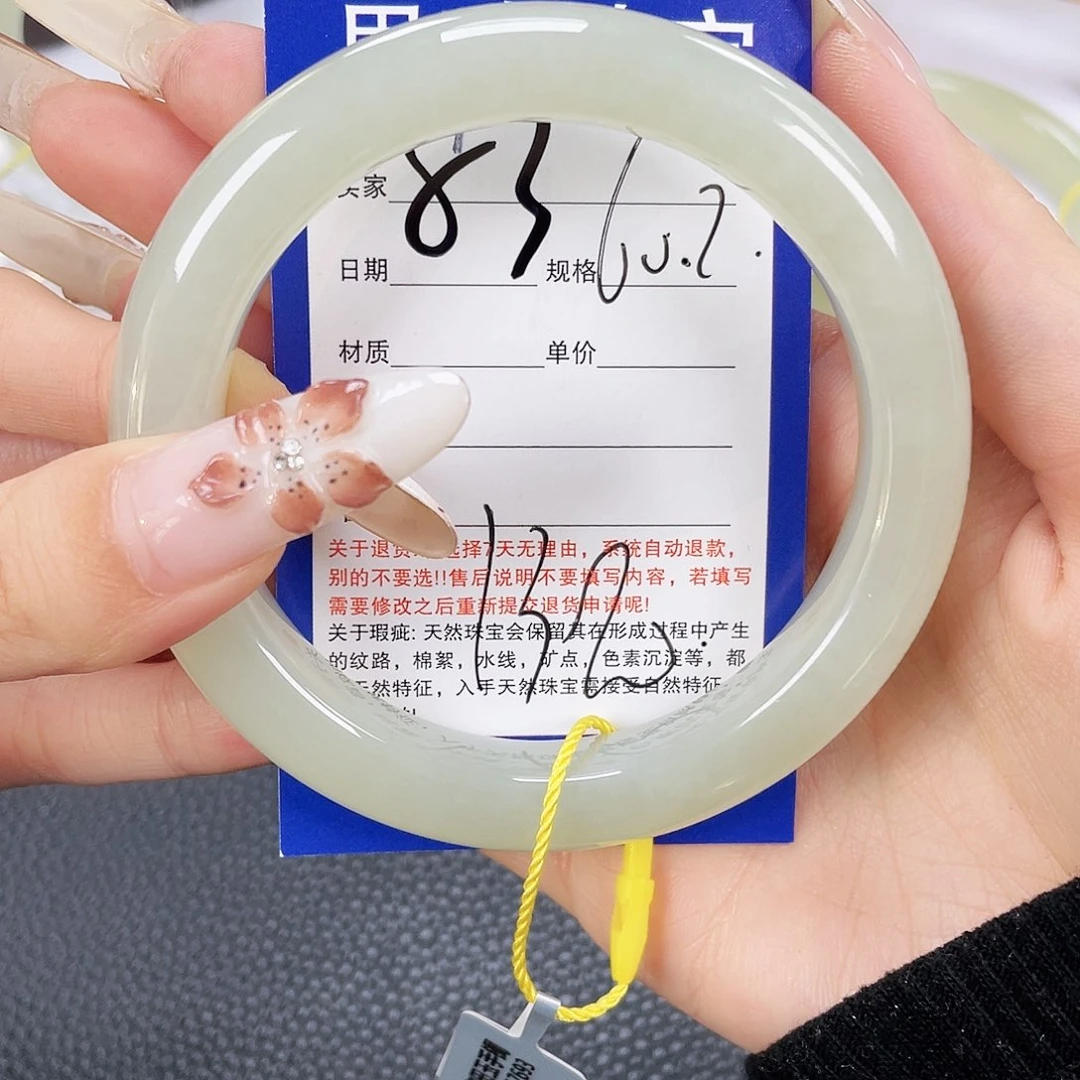 83
家
日期 规格
材质 单价
关于退货 选择7天无理由，系统自动退款，
别的不要选!!售后说明不要填写内容，若填写
需要修改之后重新提交退货申请呢!
关于瑕疵: 天然珠宝会保留其在形成过程中产生
的纹路，棉絮，水线，矿点，色素沉淀等，都
天然特征，入手天然珠宝需接受自然特征